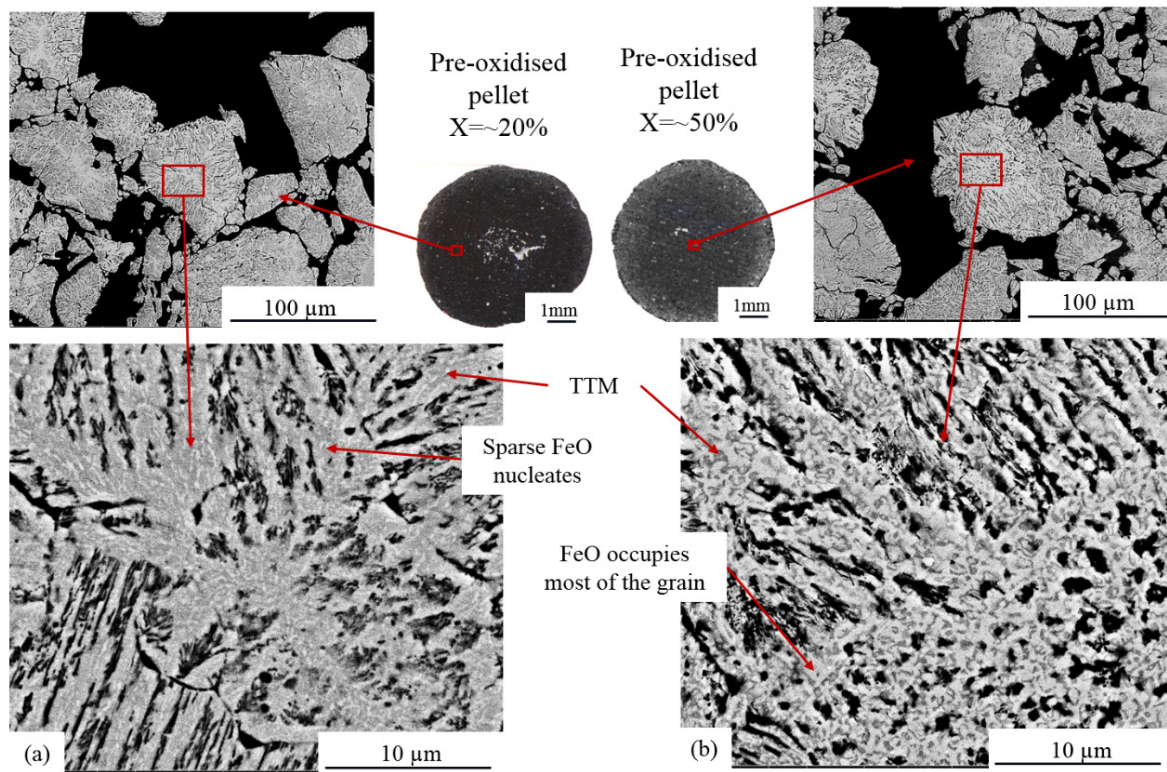 Pre-oxidised
pellet
X=~20%
Pre-oxidised
pellet
X=~50%
100 µm
1mm
1mm
100 µm
TTM
Sparse FeO
nucleates
FeO occupies
most of the grain
(a)
10 µm
(b)
10 µm